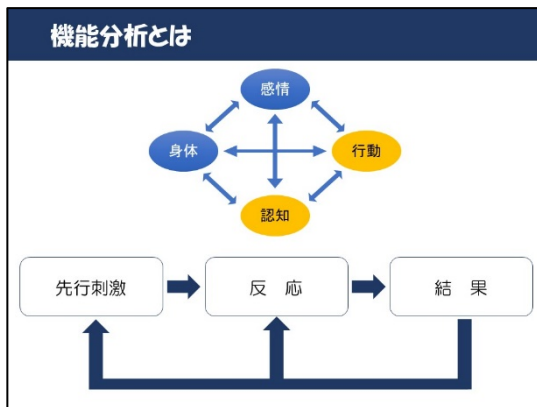 機能分析とは
感情
身体
行動
認知
先行刺激
反 応
結 果